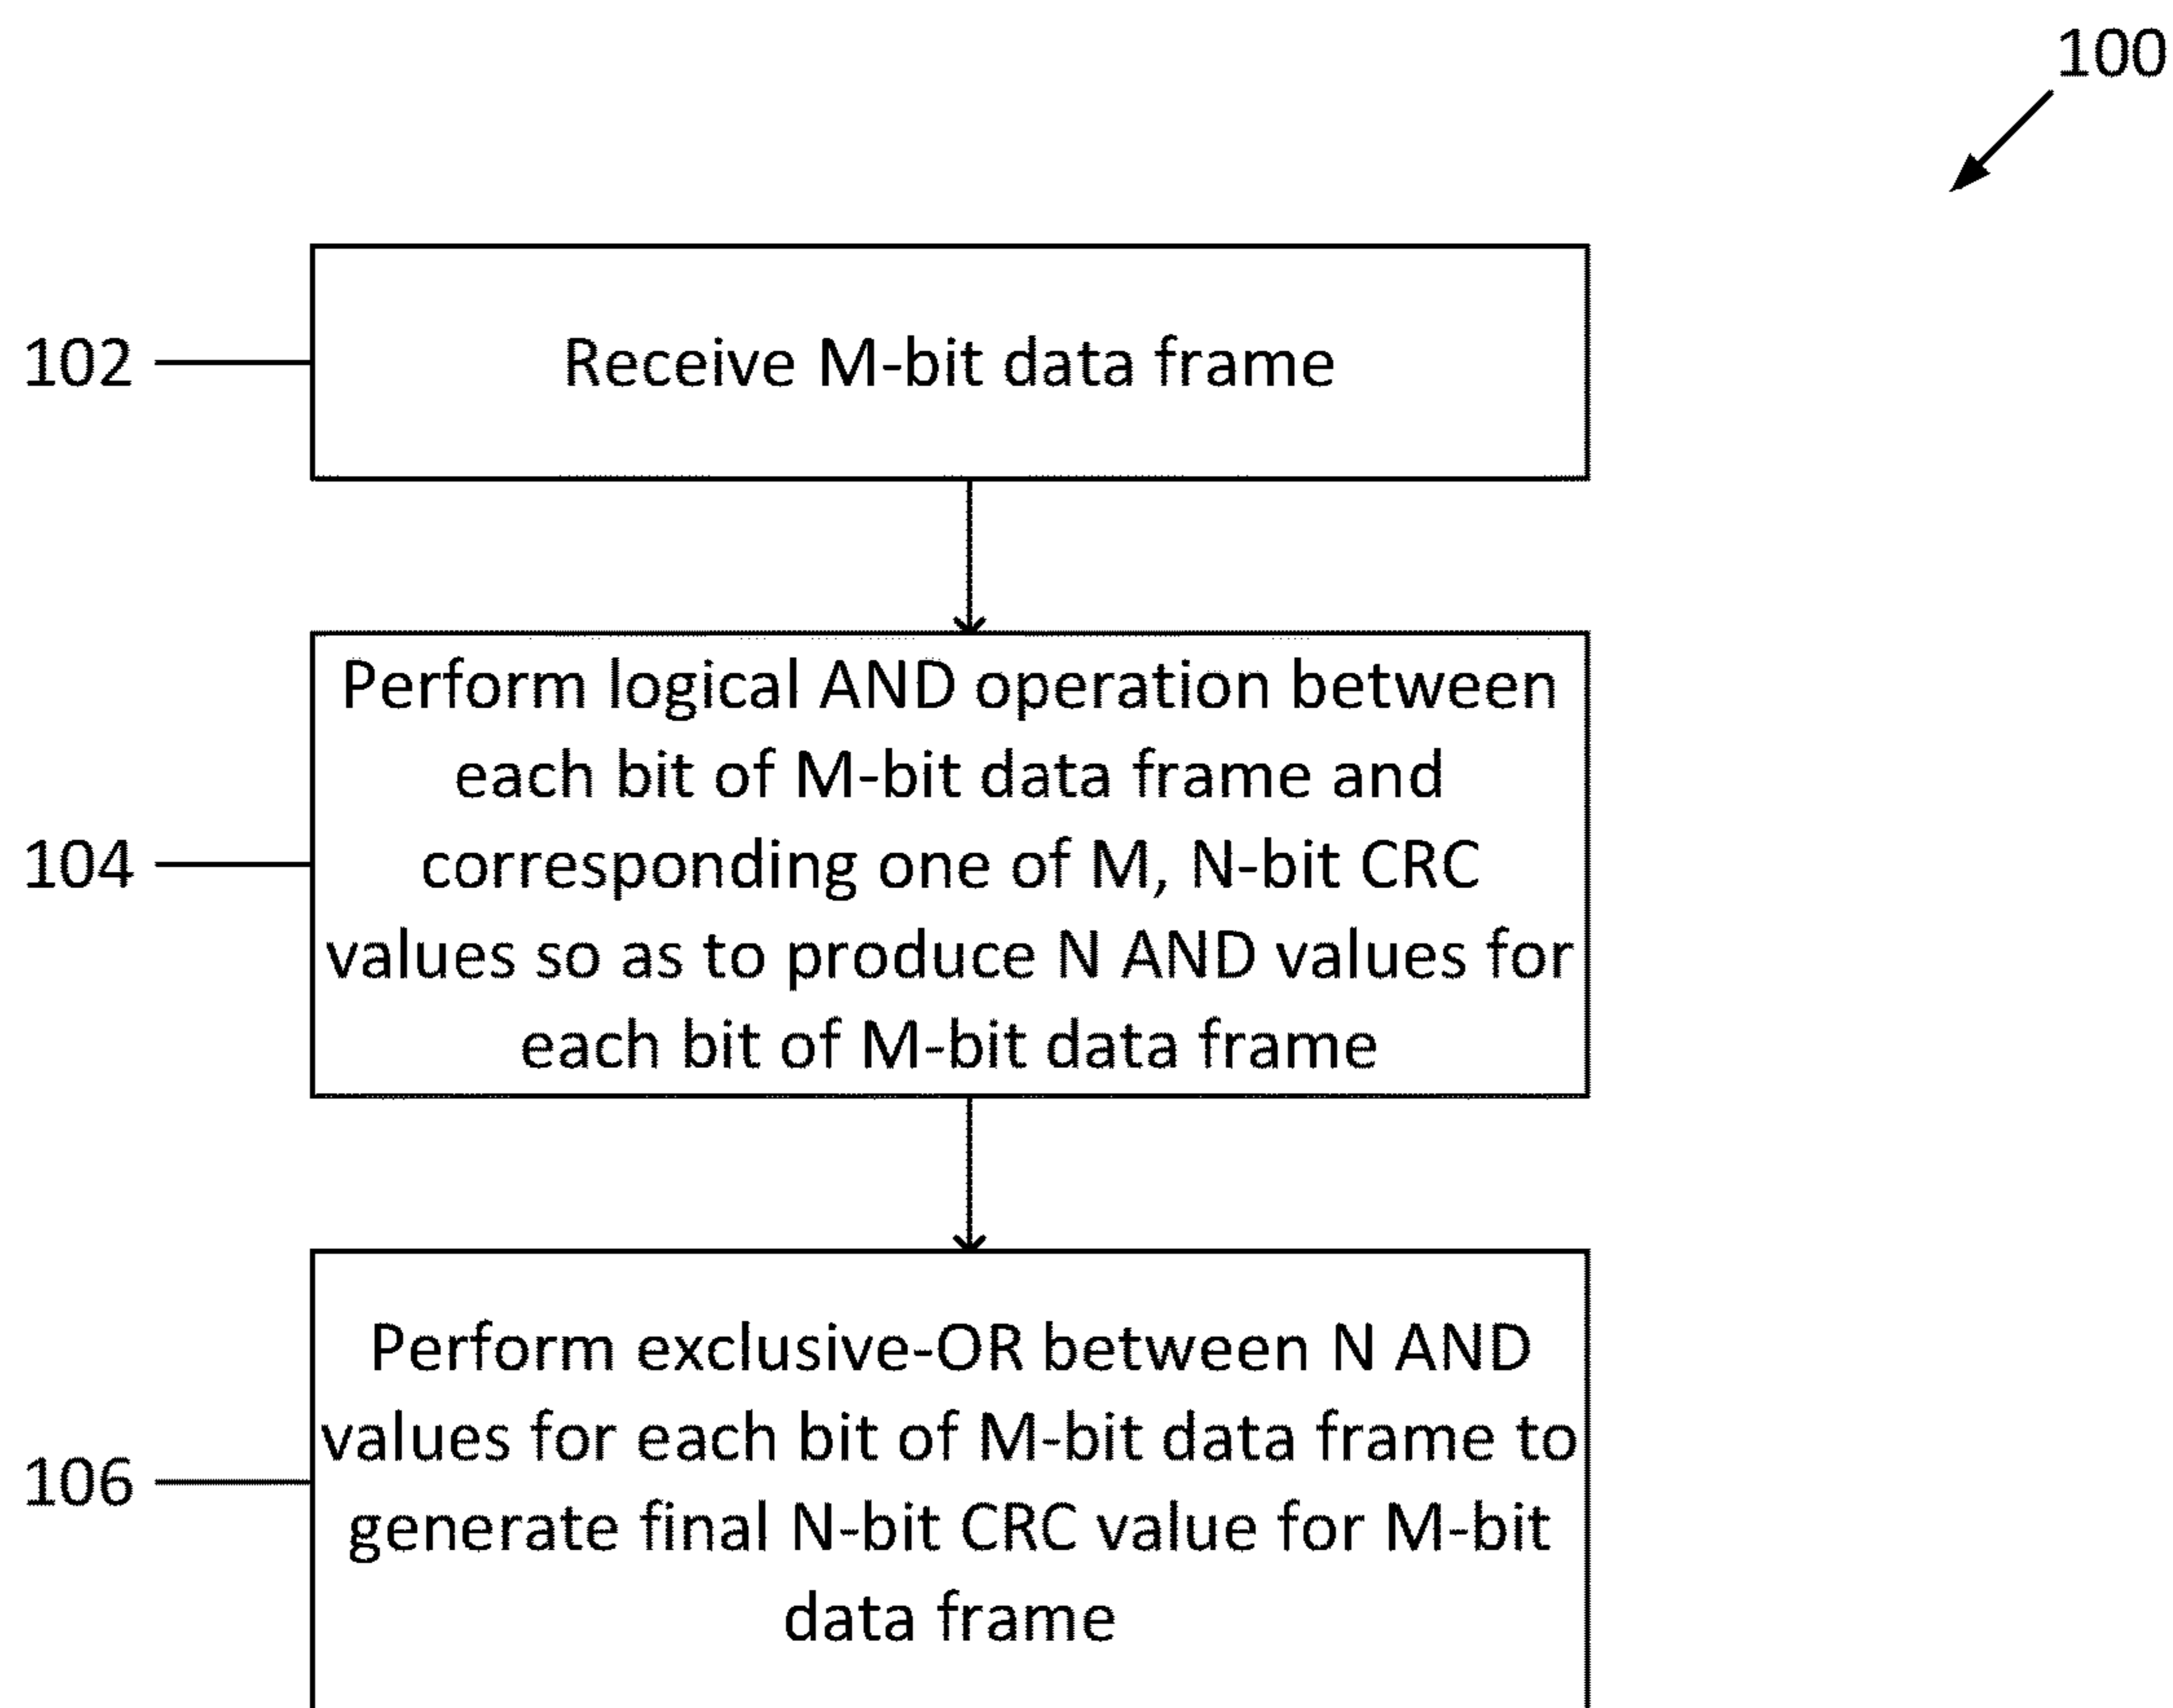 100
102
Receive M-bit data frame
104
Perform logical AND operation between
each bit of M-bit data frame and
corresponding one of M, N-bit CRC
values so as to produce N AND values for
each bit of M-bit data frame
106
Perform exclusive-OR between N AND
values for each bit of M-bit data frame to
generate final N-bit CRC value for M-bit
data frame